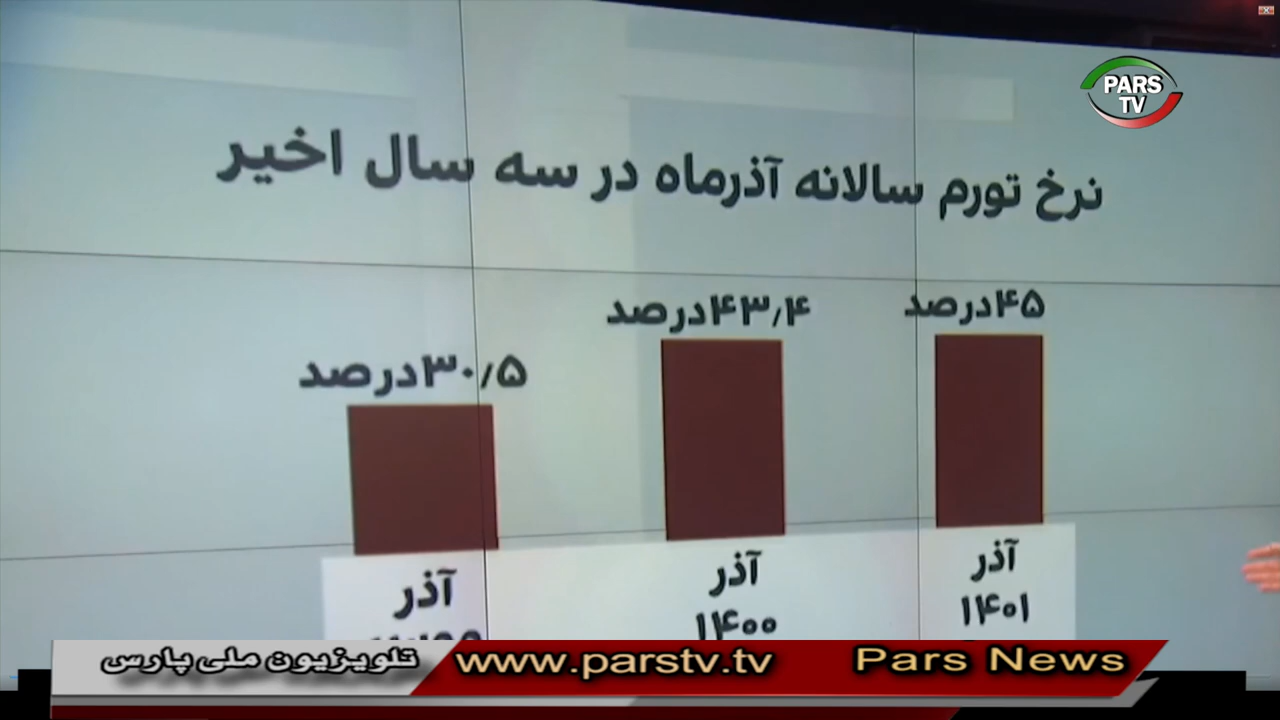 PARS
TV
نرخ تورم سالانه آذرماه در سه سال اخیر
۴۵درصد
۴۳٫۴درصد
۳۰٫۵درصد
آذر
۱۴۰۱
آذر
۱۴۰۰
آذر
تلویزیون ملی پارس
www.parstv.tv
Pars News